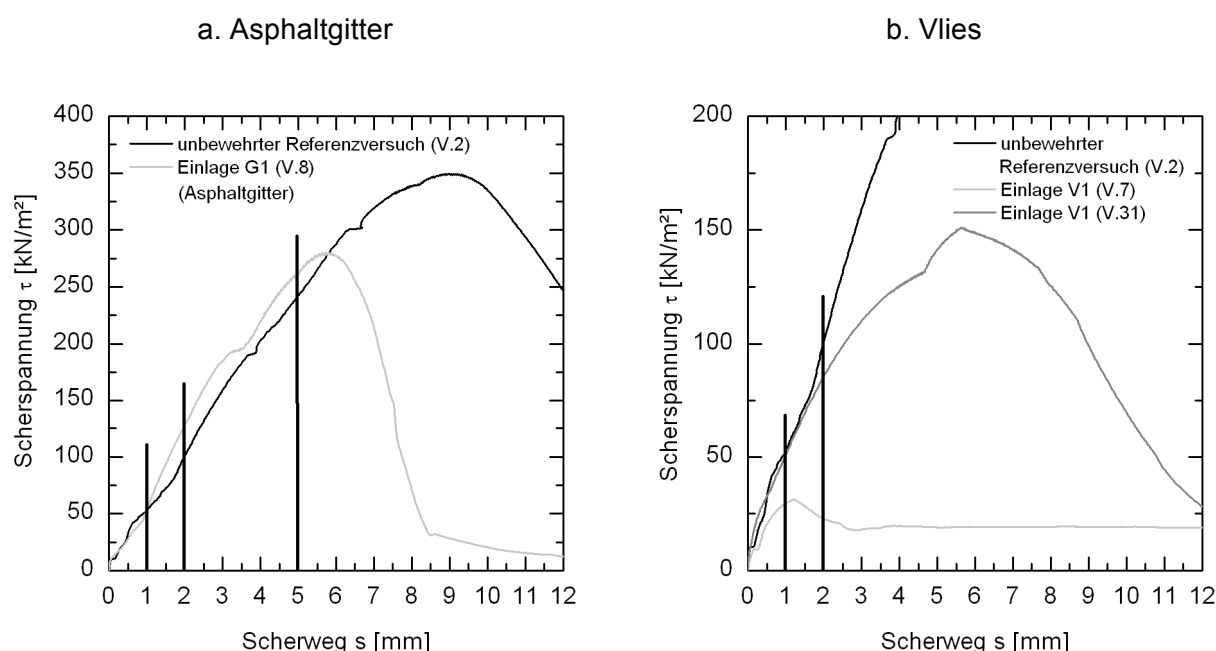 a. Asphaltgitter
400
350
300
250
200
150
100
50
0
Scherspannung τ [kN/m²]
unbewehrter Referenzversuch (V.2)
Einlage G1 (V.8)
(Asphaltgitter)
0 1 2 3 4 5 6 7 8 9 10 11 12
Scherweg s [mm]
b. Vlies
200
150
100
50
0
Scherspannung τ [kN/m²]
unbewehrter
Referenzversuch (V.2)
Einlage V1 (V.7)
Einlage V1 (V.31)
0 1 2 3 4 5 6 7 8 9 10 11 12
Scherweg s [mm]